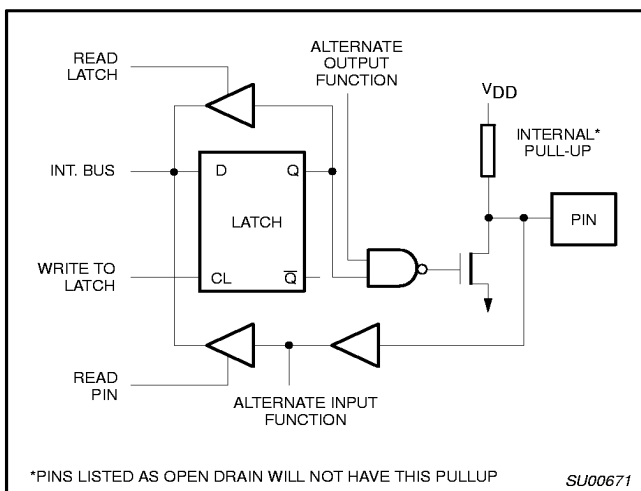 READ
LATCH
ALTERNATE
OUTPUT
FUNCTION
VDD
INTERNAL*
PULL-UP
INT. BUS
D
Q
LATCH
PIN
WRITE TO
LATCH
CL
Q̅
READ
PIN
ALTERNATE INPUT
FUNCTION
*PINS LISTED AS OPEN DRAIN WILL NOT HAVE THIS PULLUP
SU00671